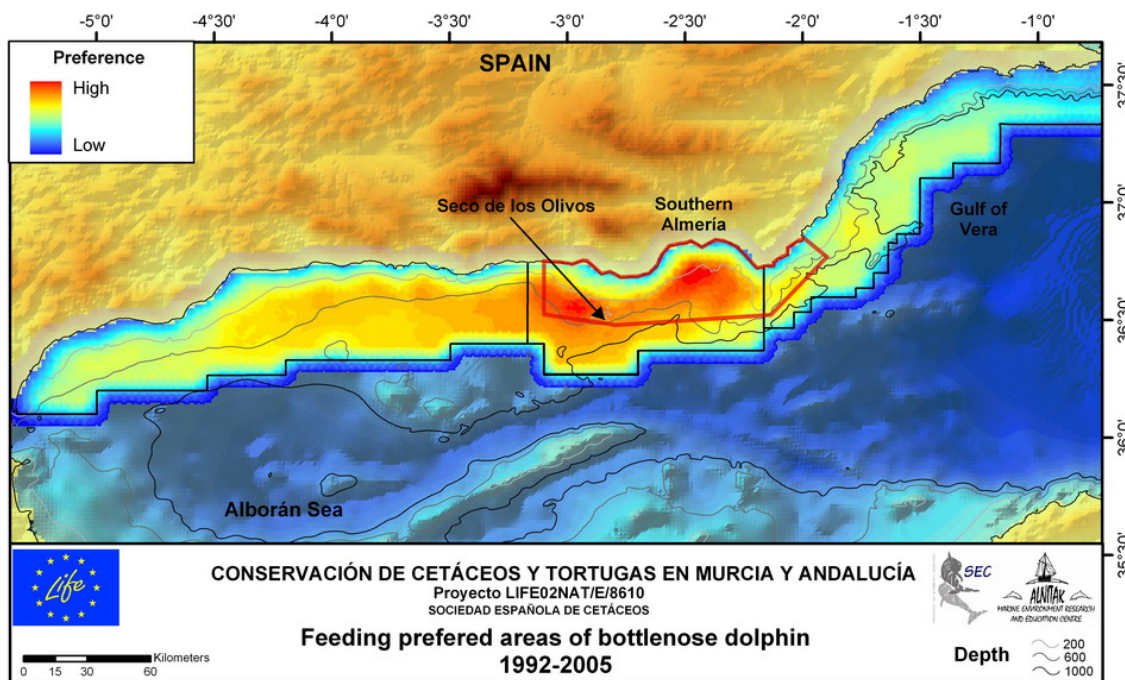 -5°0'
-4°30'
-4°0'
-3°30'
-3°0'
-2°30'
-2°0'
-1°30'
-1°0'
Preference
High
Low
SPAIN
37°30'
37°0'
36°30'
36°0'
35°30'
Seco de los Olivos
Southern
Almería
Gulf of
Vera
Alborán Sea
Life
CONSERVACIÓN DE CETÁCEOS Y TORTUGAS EN MURCIA Y ANDALUCÍA
Proyecto LIFE02NAT/E/8610
SOCIEDAD ESPAÑOLA DE CETÁCEOS
Feeding prefered areas of bottlenose dolphin
1992-2005
Kilometers
0 15 30 60
SEC
ALNITAK
MARINE ENVIRONMENT RESEARCH
AND EDUCATION CENTRE
Depth
200
600
1000